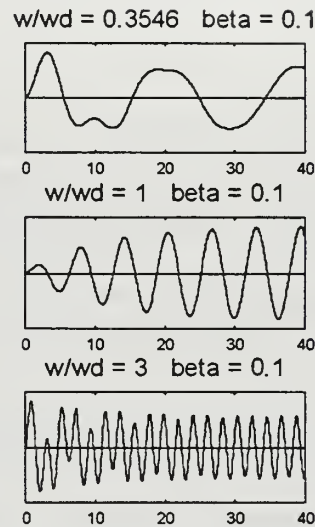 w/wd = 0.3546 beta = 0.1
0 10 20 30 40
w/wd = 1 beta = 0.1
0 10 20 30 40
w/wd = 3 beta = 0.1
0 10 20 30 40